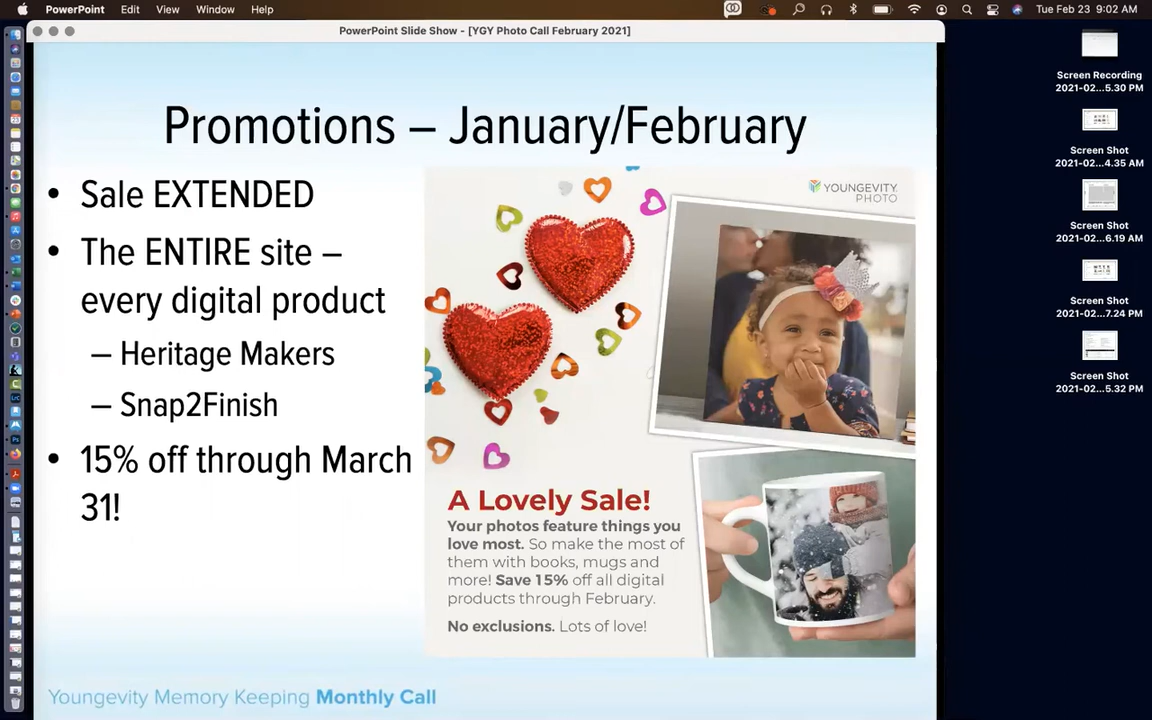 PowerPoint Edit View Window Help Tue Feb 23 9:02 AM
PowerPoint Slide Show - [YGY Photo Call February 2021]
Promotions – January/February
• Sale EXTENDED
• The ENTIRE site –
every digital product
– Heritage Makers
– Snap2Finish
• 15% off through March
31!
YOUNGEVITY
PHOTO
A Lovely Sale!
Your photos feature things you
love most. So make the most of
them with books, mugs and
more! Save 15% off all digital
products through February.
No exclusions. Lots of love!
Youngevity Memory Keeping Monthly Call
Screen Recording
2021-02...5.30 PM
Screen Shot
2021-02...4.35 AM
Screen Shot
2021-02...6.19 AM
Screen Shot
2021-02...7.24 PM
Screen Shot
2021-02...5.32 PM